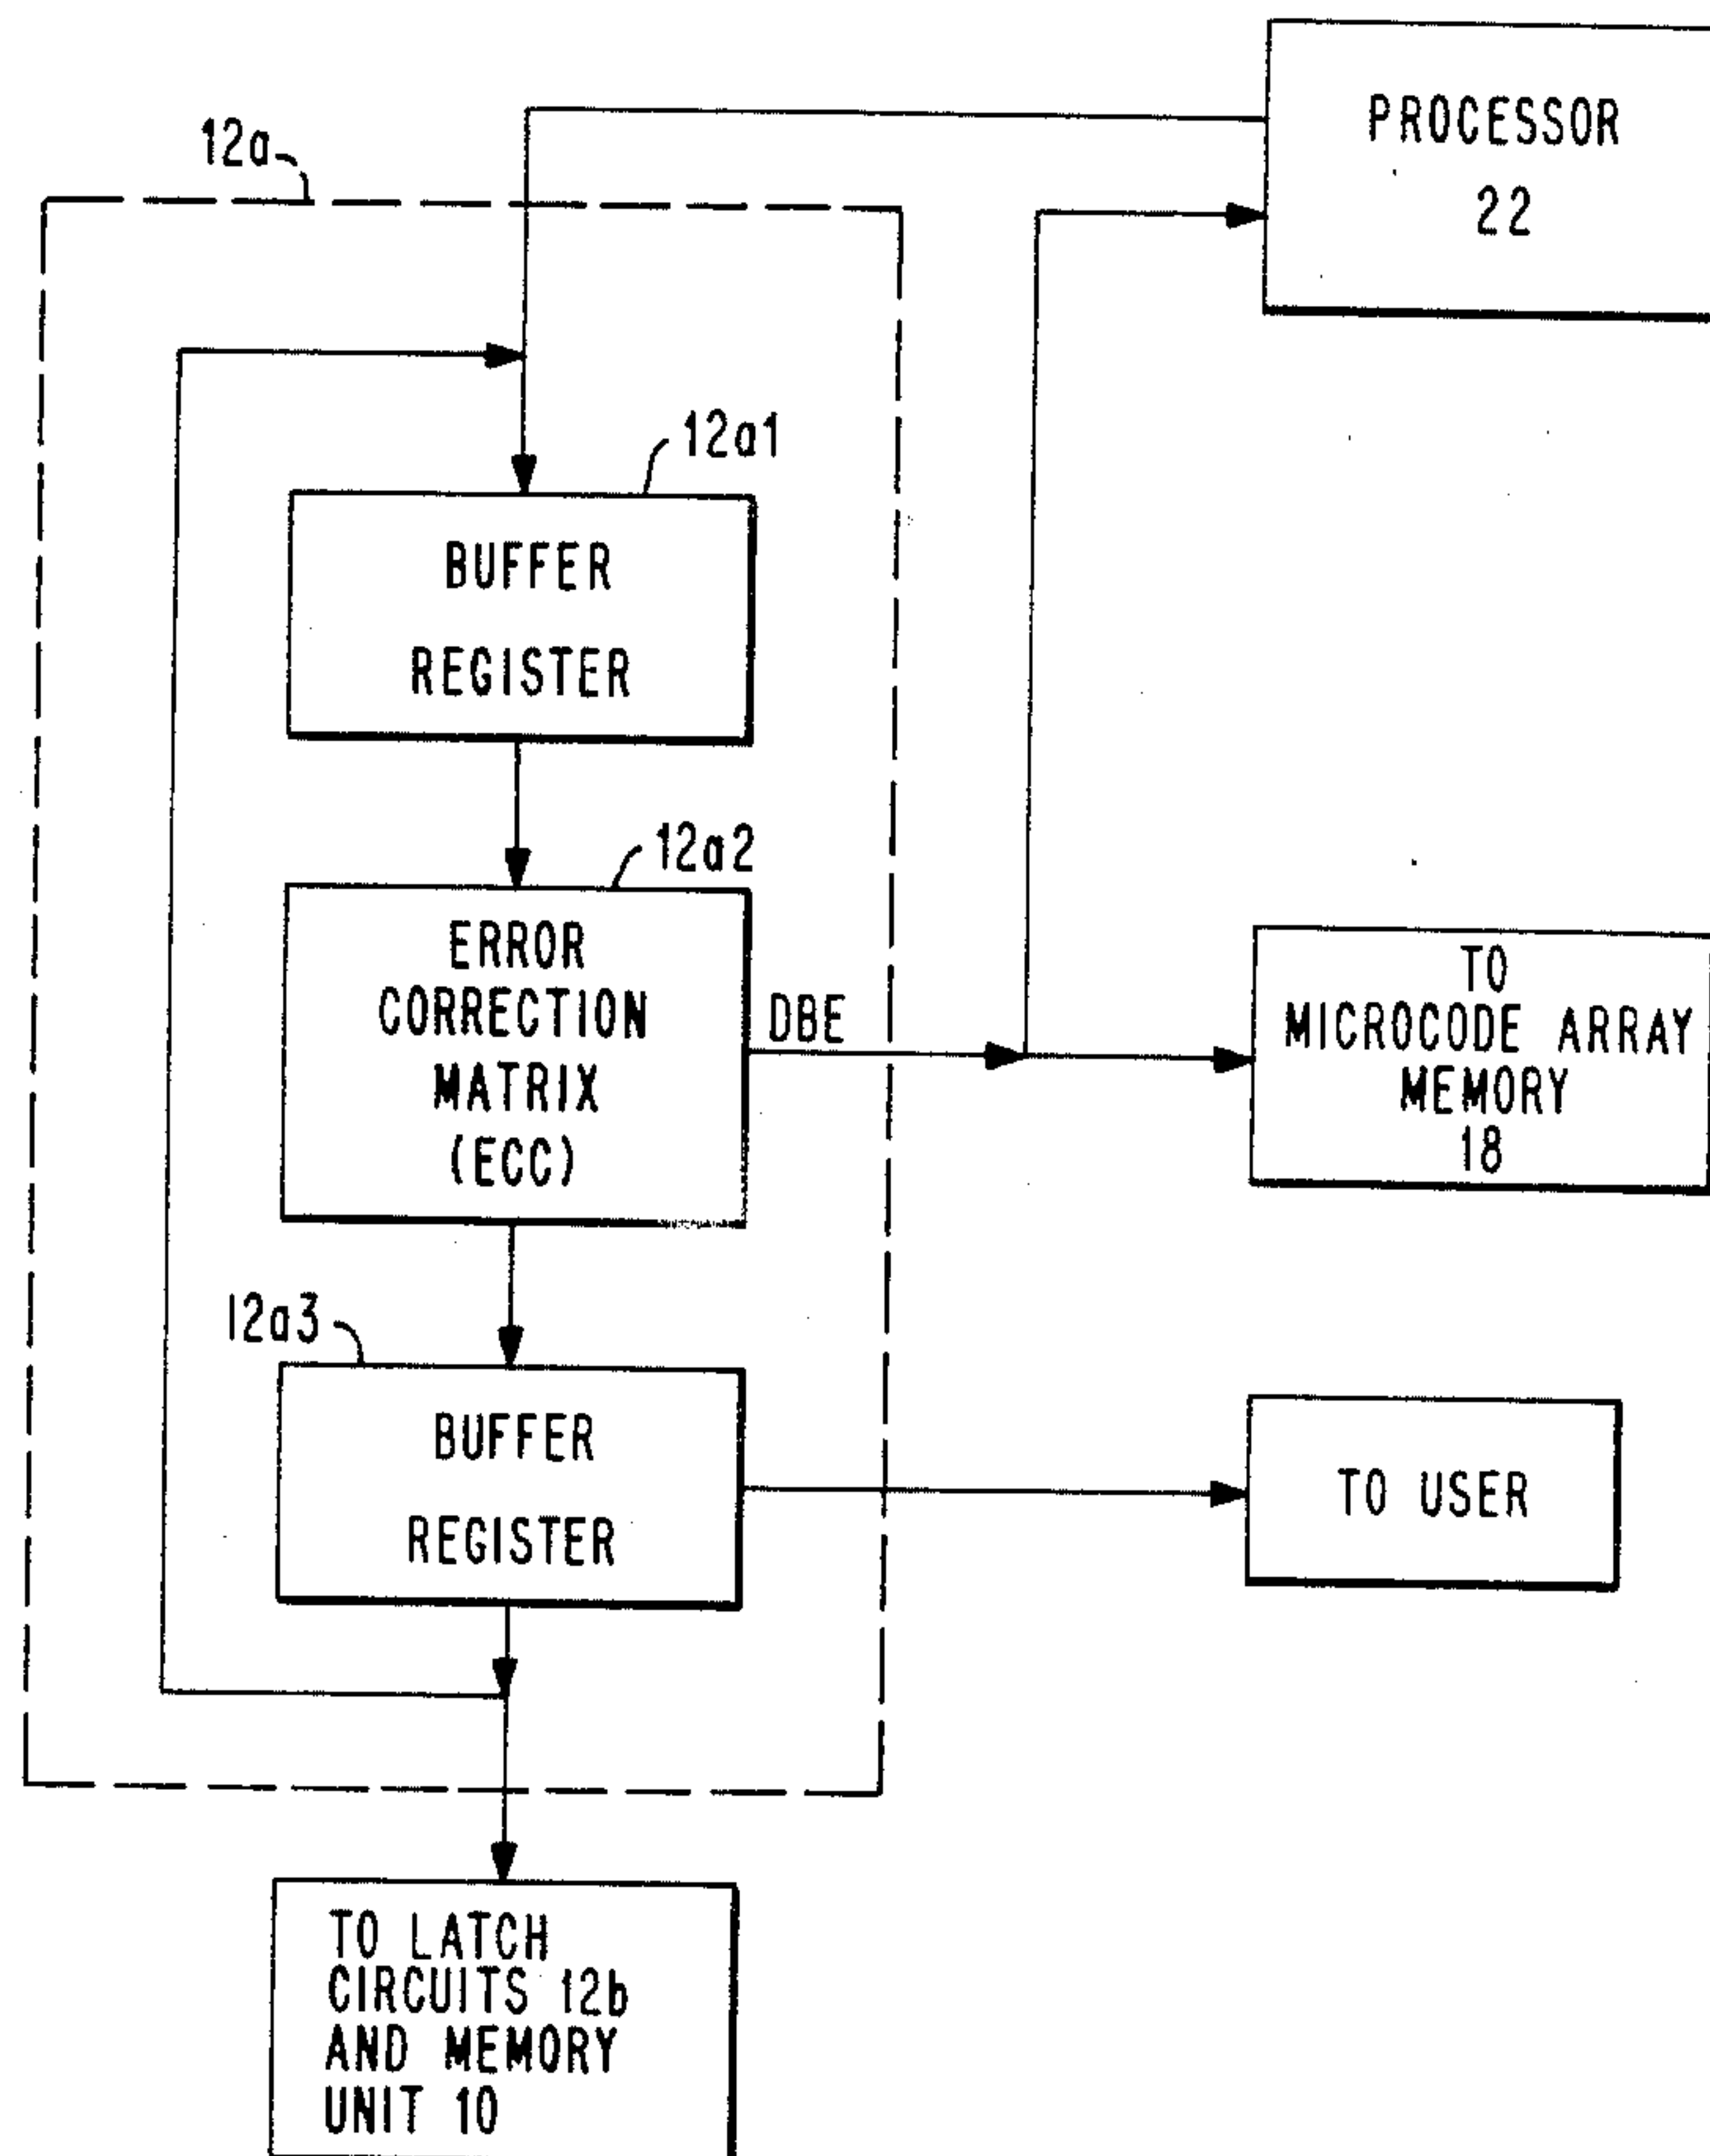 PROCESSOR
22
12a
12a1
BUFFER
REGISTER
12a2
ERROR
CORRECTION
MATRIX
(ECC)
DBE
TO
MICROCODE ARRAY
MEMORY
18
12a3
BUFFER
REGISTER
TO USER
TO LATCH
CIRCUITS 12b
AND MEMORY
UNIT 10